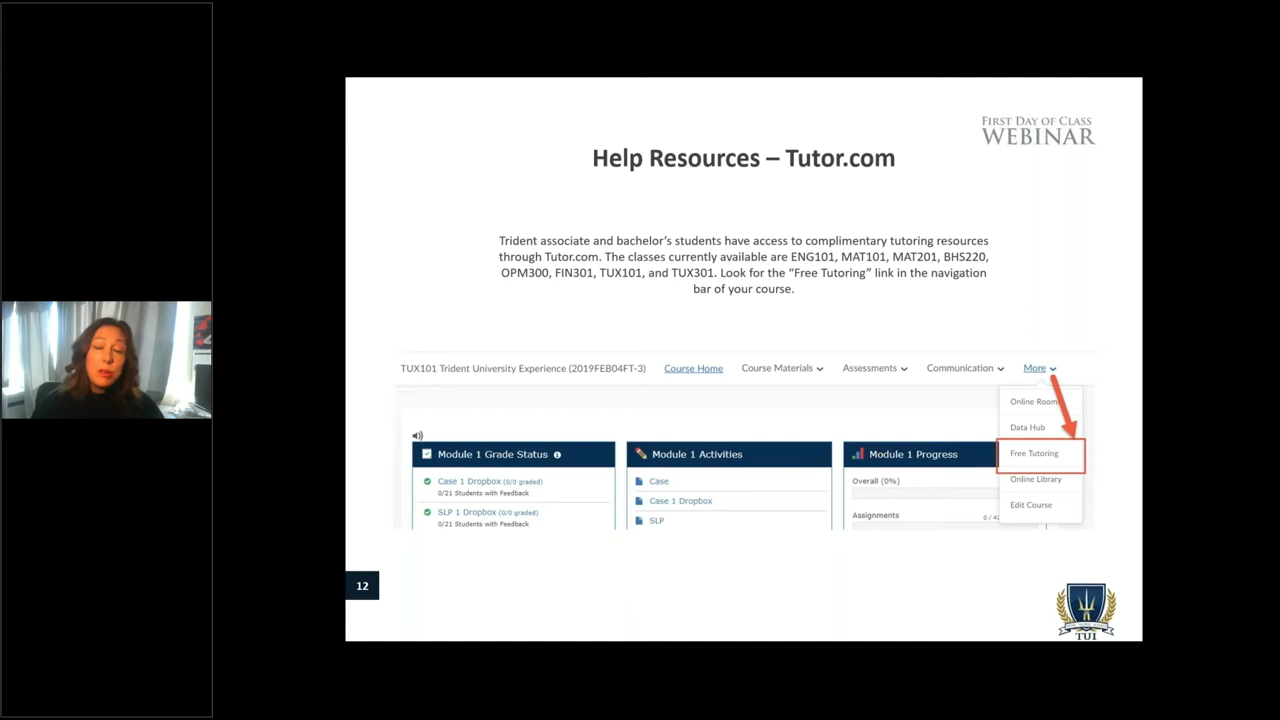 FIRST DAY OF CLASS
WEBINAR
Help Resources – Tutor.com
Trident associate and bachelor's students have access to complimentary tutoring resources
through Tutor.com. The classes currently available are ENG101, MAT101, MAT201, BHS220,
OPM300, FIN301, TUX101, and TUX301. Look for the “Free Tutoring” link in the navigation
bar of your course.
TUX101 Trident University Experience (2019FEB04FT-3) Course Home Course Materials Assessments Communication More
Online Room
Data Hub
Free Tutoring
Online Library
Edit Course
Module 1 Grade Status
Case 1 Dropbox (0/0 graded)
0/21 Students with Feedback
SLP 1 Dropbox (0/0 graded)
0/21 Students with Feedback
Module 1 Activities
Case
Case 1 Dropbox
SLP
Module 1 Progress
Overall (0%)
Assignments 0 / 42
12
TUI